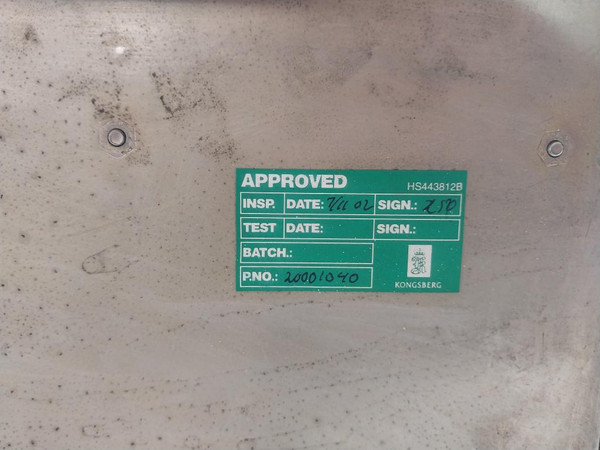 APPROVED HS443812B
INSP. DATE: 7/11 02 SIGN.:
TEST DATE: SIGN.:
BATCH.:
P.NO.: 20001040
KONGSBERG